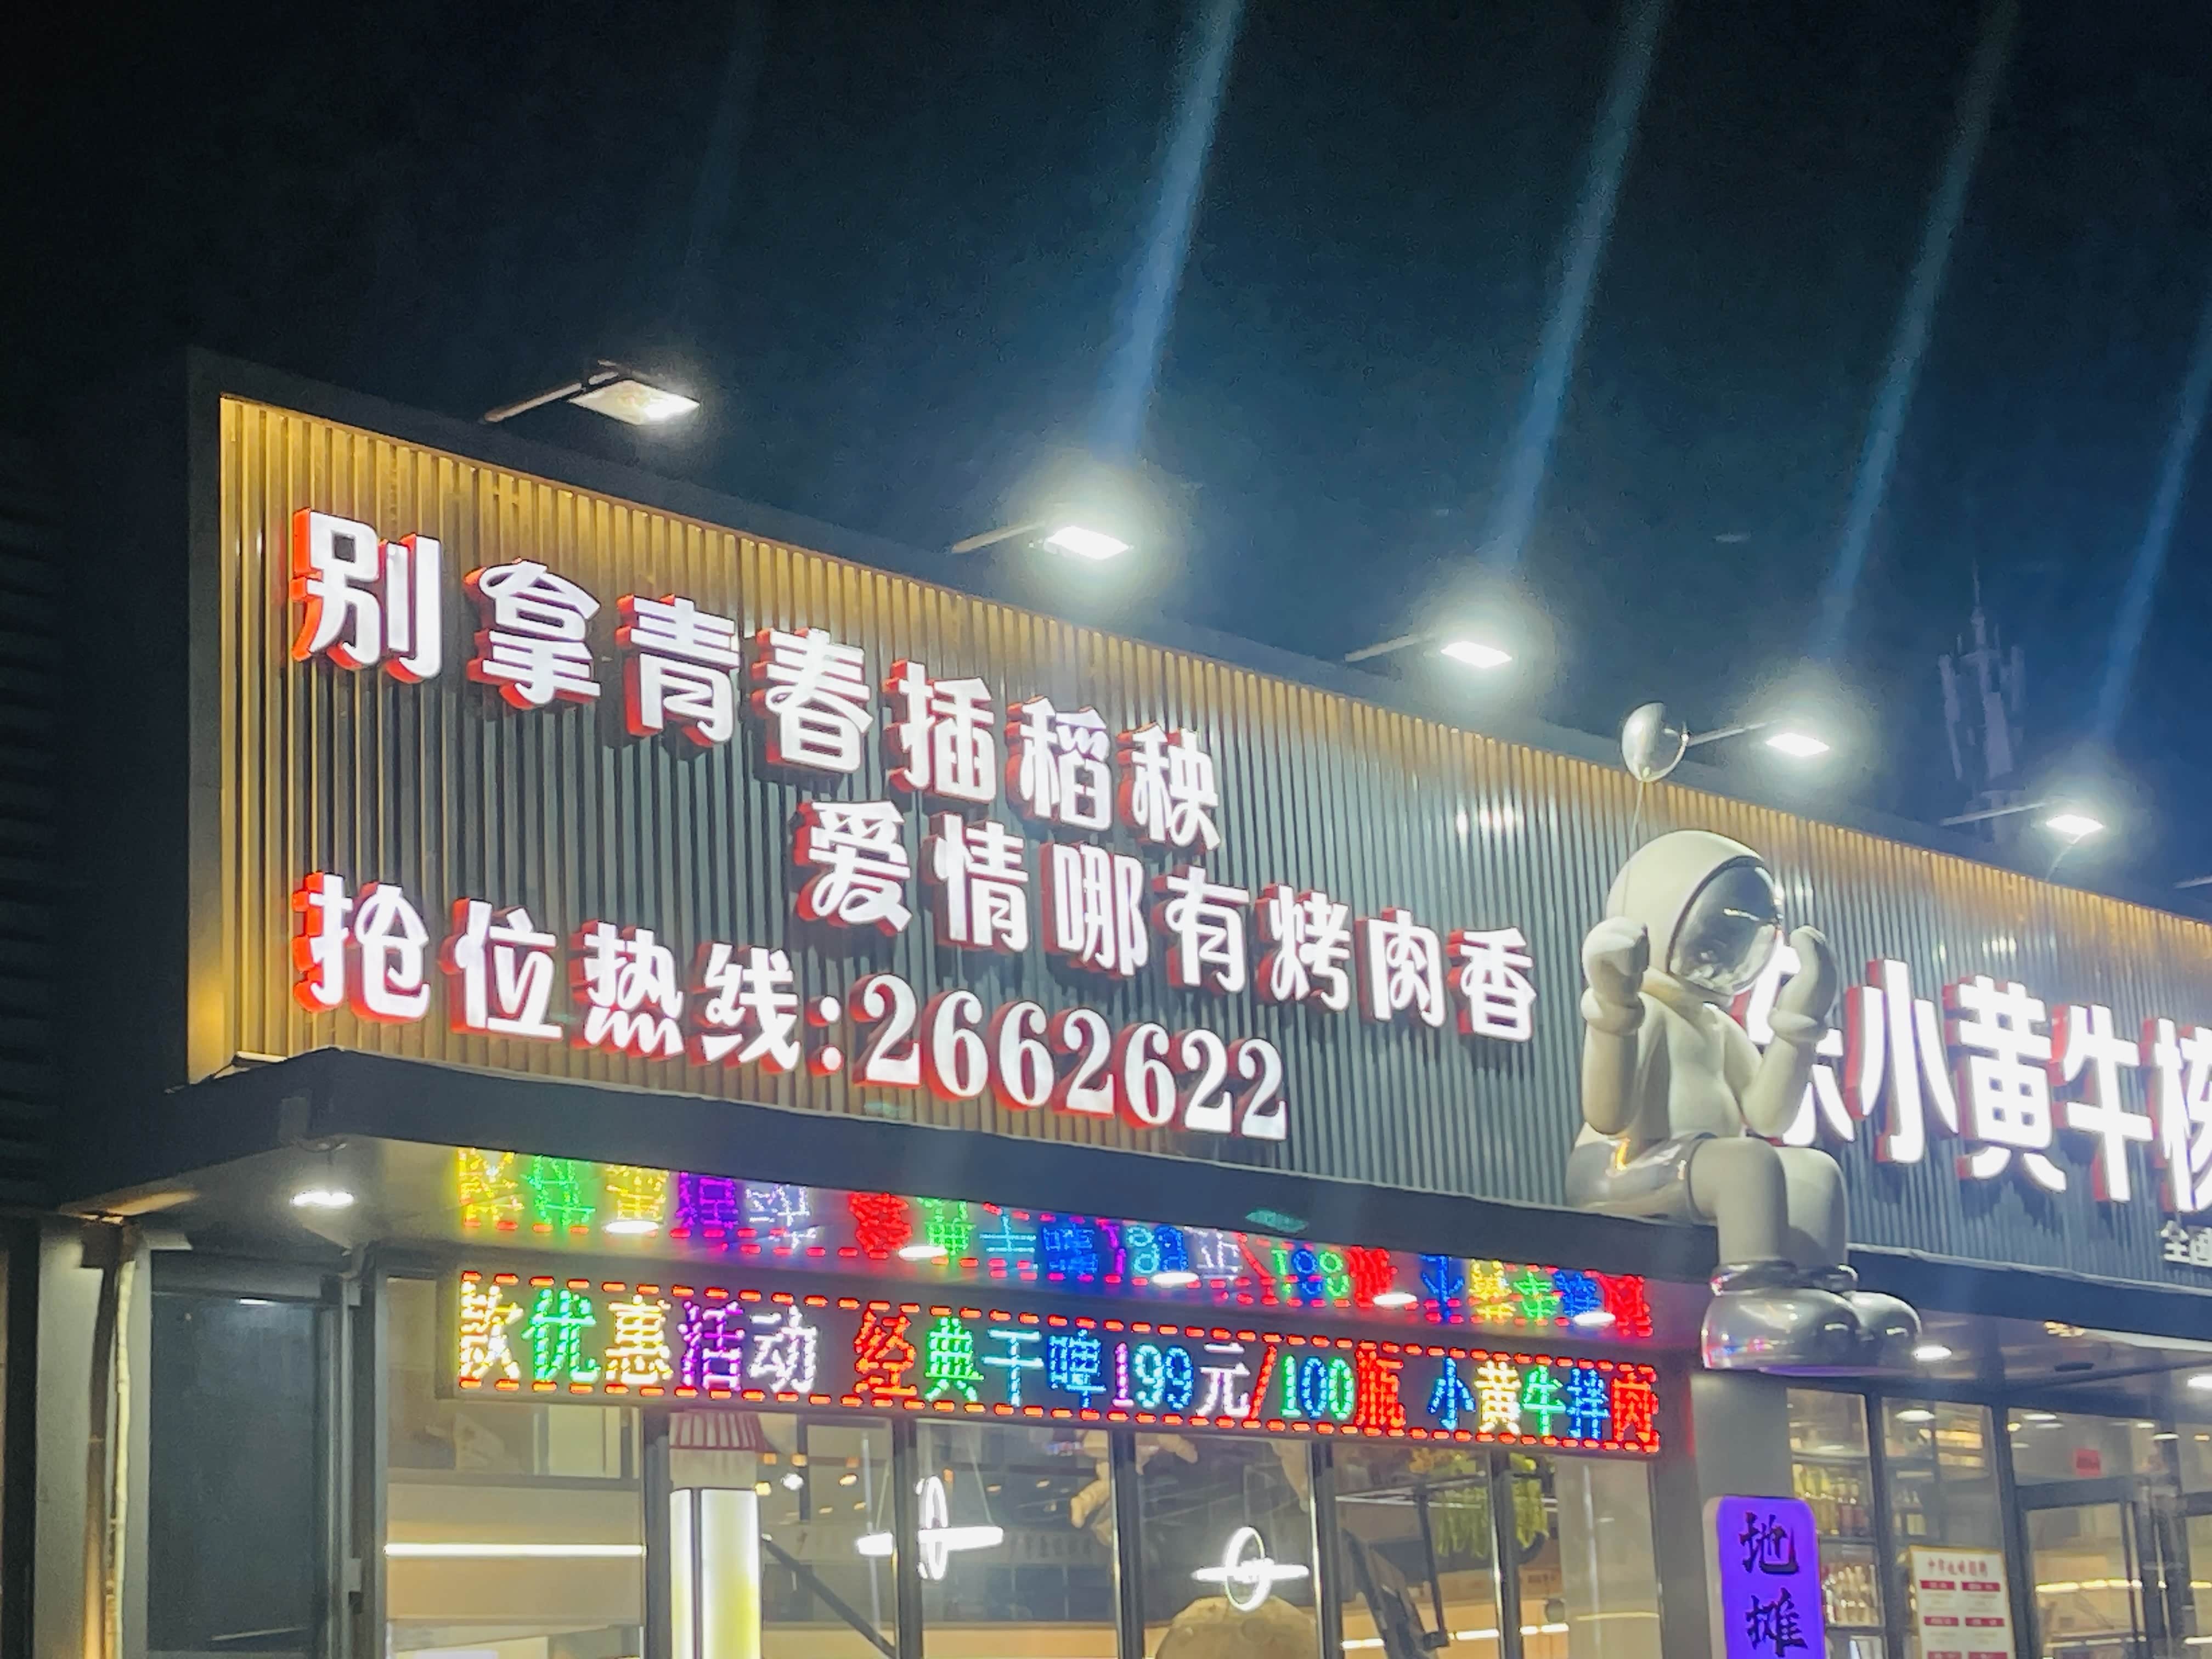 别拿青春插稻秧
爱情哪有烤肉香
抢位热线:2662622
小黄牛
款优惠活动 经典干啤199元/100瓶 小黄牛拌肉
地摊